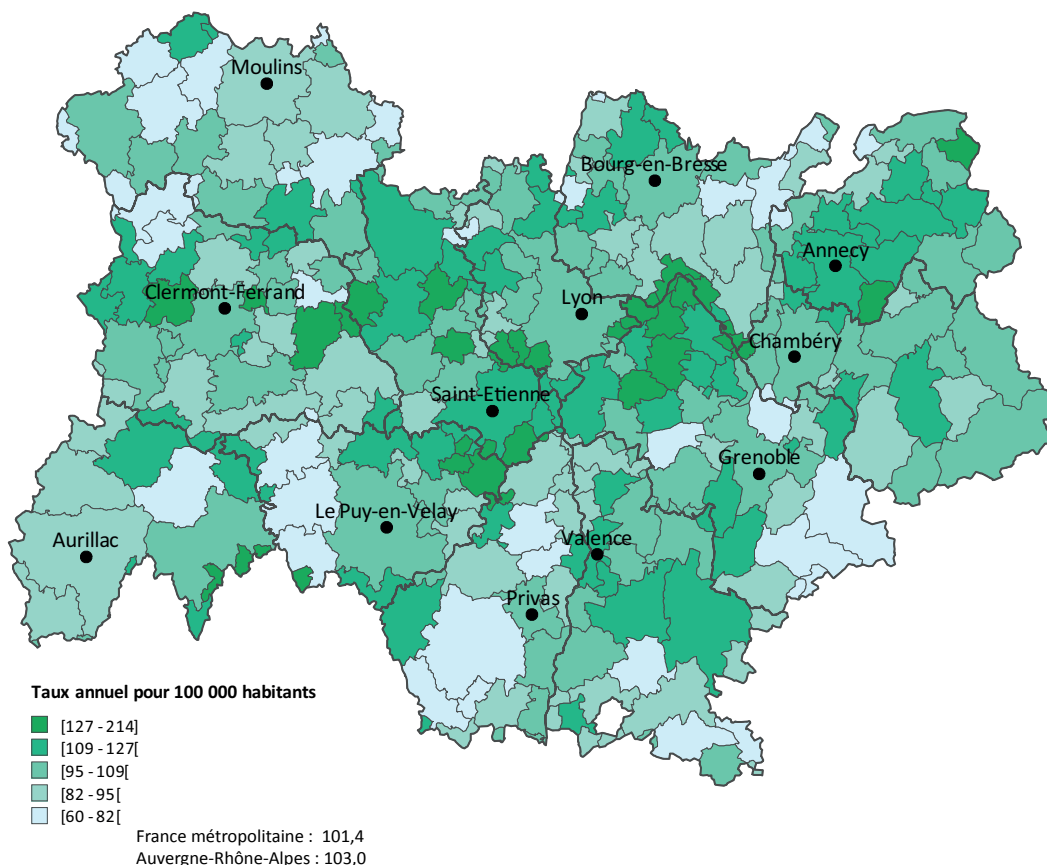 Moulins
Bourg-en-Bresse
Annecy
Clermont-Ferrand
Lyon
Chambéry
Saint-Etienne
Grenoble
Le Puy-en-Velay
Aurillac
Valence
Privas
Taux annuel pour 100 000 habitants
[127 - 214]
[109 - 127[
[95 - 109[
[82 - 95[
[60 - 82[
France métropolitaine : 101,4
Auvergne-Rhône-Alpes : 103,0